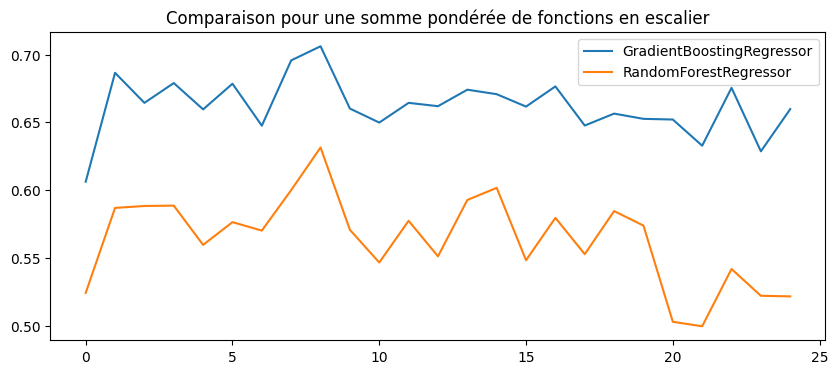 Comparaison pour une somme pondérée de fonctions en escalier
GradientBoostingRegressor
RandomForestRegressor
0.70
0.65
0.60
0.55
0.50
0 5 10 15 20 25